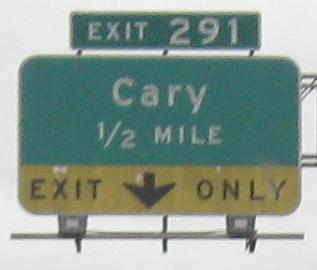 EXIT 291
Cary
1/2 MILE
EXIT ONLY